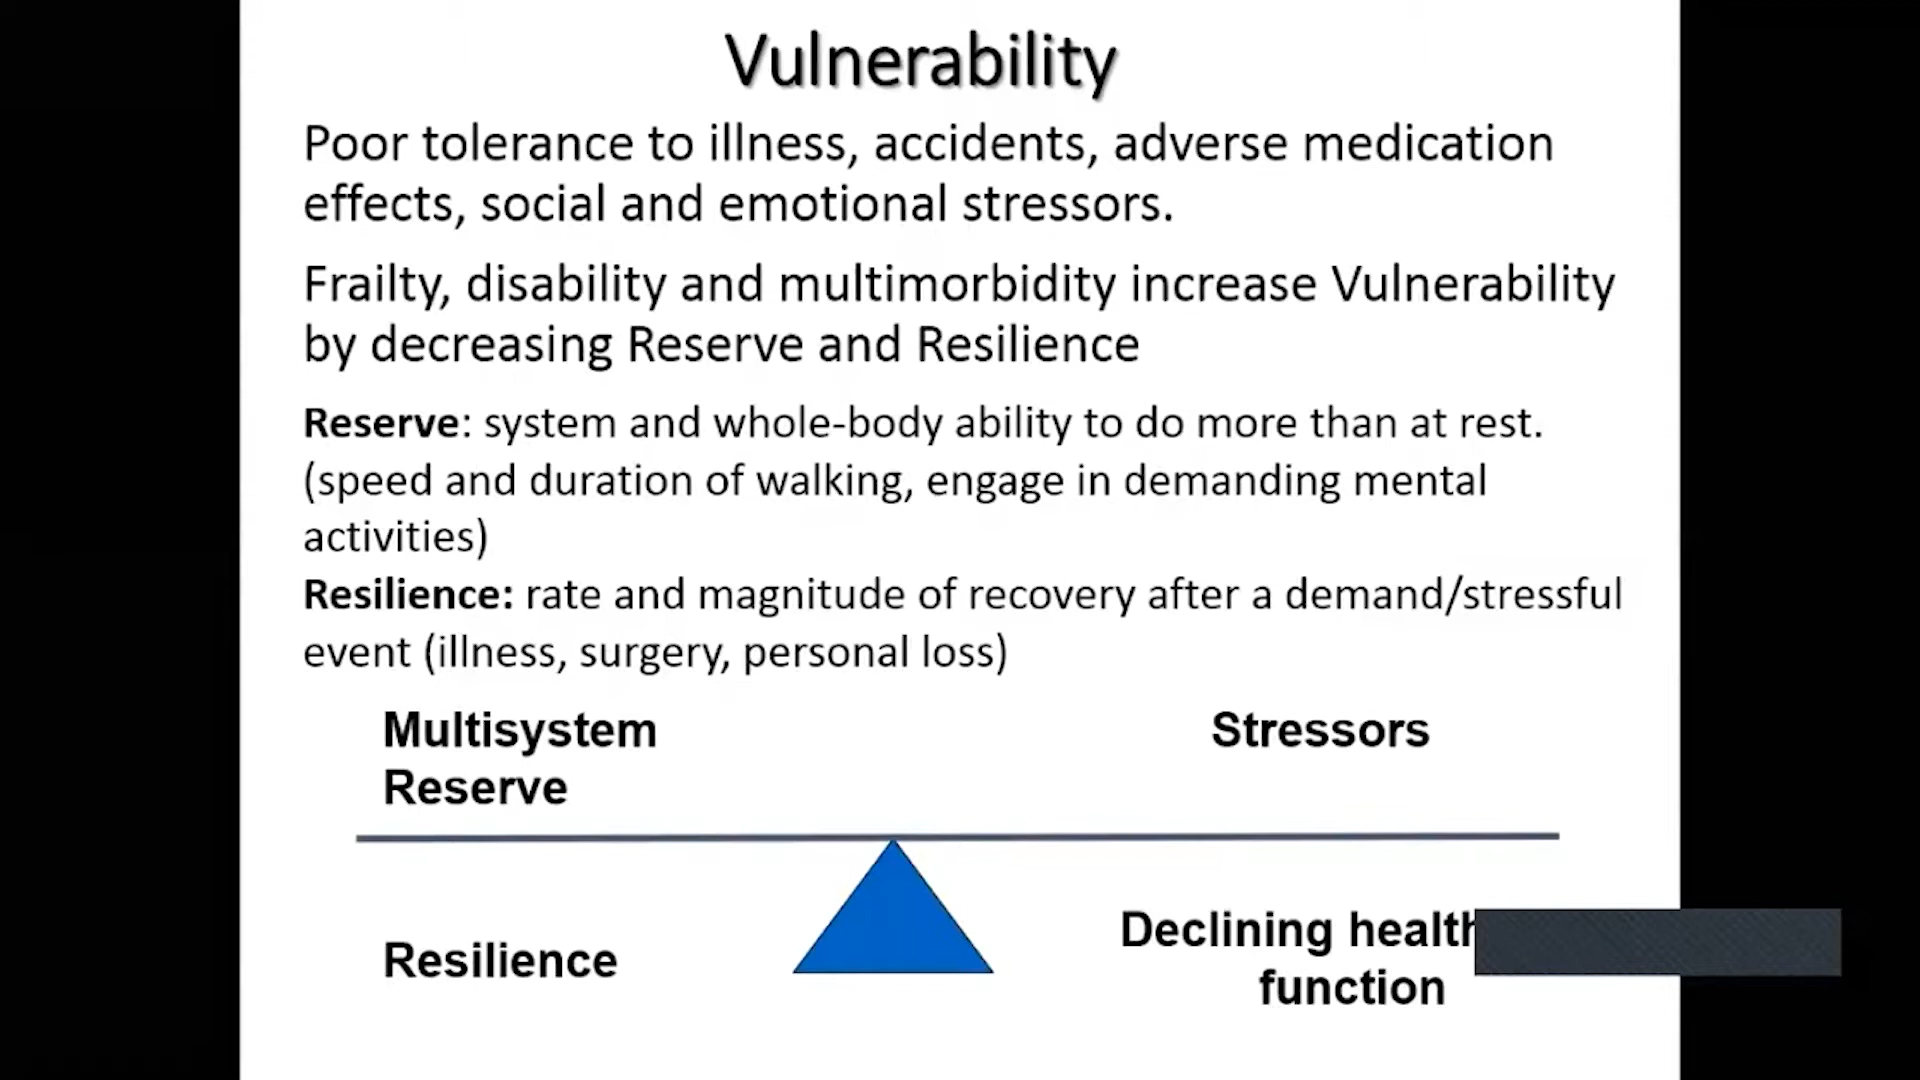 Vulnerability
Poor tolerance to illness, accidents, adverse medication
effects, social and emotional stressors.
Frailty, disability and multimorbidity increase Vulnerability
by decreasing Reserve and Resilience
Reserve: system and whole-body ability to do more than at rest.
(speed and duration of walking, engage in demanding mental
activities)
Resilience: rate and magnitude of recovery after a demand/stressful
event (illness, surgery, personal loss)
Multisystem
Reserve
Stressors
Resilience
Declining health
function